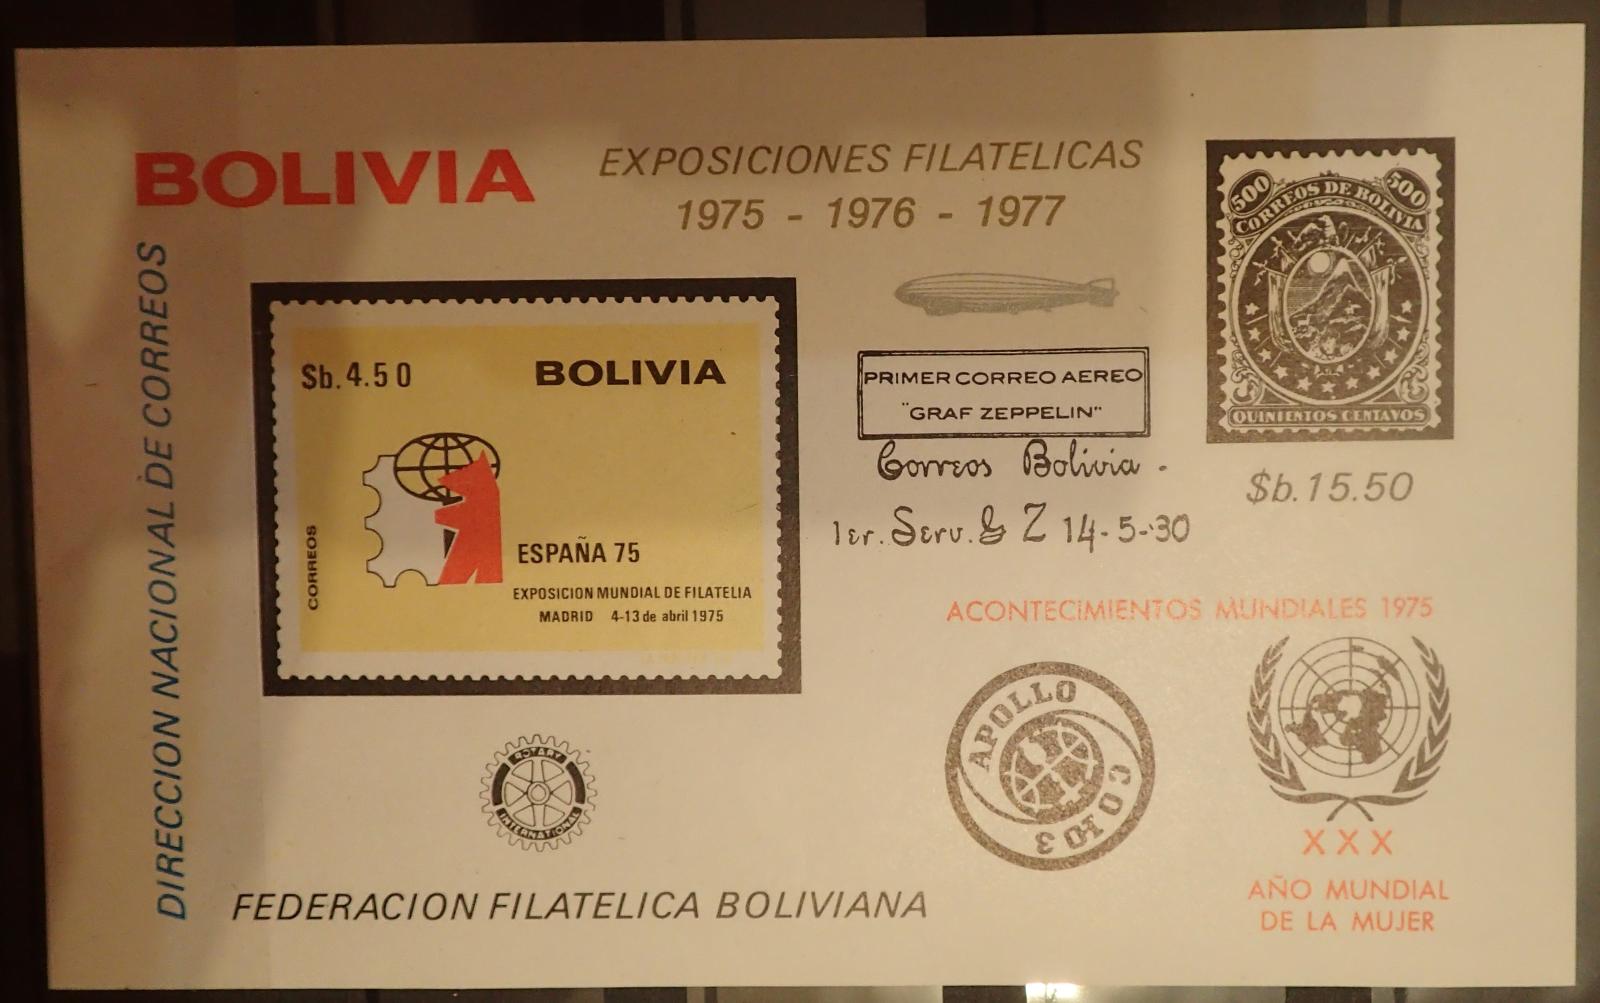 BOLIVIA
EXPOSICIONES FILATELICAS
1975 - 1976 - 1977
DIRECCION NACIONAL DE CORREOS
$b.4.50
BOLIVIA
CORREOS
ESPAÑA 75
EXPOSICION MUNDIAL DE FILATELIA
MADRID 4-13 de abril 1975
PRIMER CORREO AEREO
"GRAF ZEPPELIN"
Correos Bolivia.
1er. Serv. & Z 14-5-30
500 500
CORREOS DE BOLIVIA
QUINIENTOS CENTAVOS
$b.15.50
ACONTECIMIENTOS MUNDIALES 1975
APOLLO
XXX
AÑO MUNDIAL
DE LA MUJER
ROTARY
INTERNATIONAL
FEDERACION FILATELICA BOLIVIANA